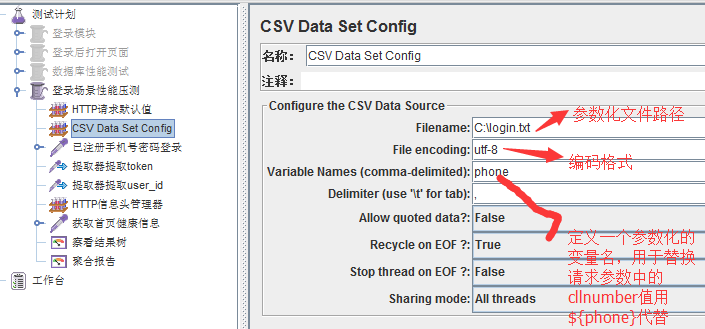 测试计划
登录模块
登录后打开页面
数据库性能测试
登录场景性能压测
HTTP请求默认值
CSV Data Set Config
已注册手机号密码登录
提取器提取token
提取器提取user_id
HTTP信息头管理器
获取首页健康信息
察看结果树
聚合报告
工作台
CSV Data Set Config
名称: CSV Data Set Config
注释:
Configure the CSV Data Source
Filename: C:\login.txt
参数化文件路径
File encoding: utf-8
编码格式
Variable Names (comma-delimited): phone
Delimiter (use '\t' for tab): ,
Allow quoted data?: False
Recycle on EOF ?: True
Stop thread on EOF ?: False
Sharing mode: All threads
定义一个参数化的
变量名，用于替换
请求参数中的
cllnumber值用
${phone}代替